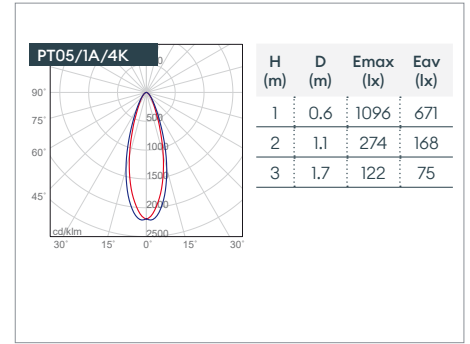 PT05/1A/4K
90°
75°
60°
45°
500
1000
1500
2000
2500
cd/klm
30° 15° 0° 15° 30°
H (m) D (m) Emax (lx) Eav (lx)
1 0.6 1096 671
2 1.1 274 168
3 1.7 122 75